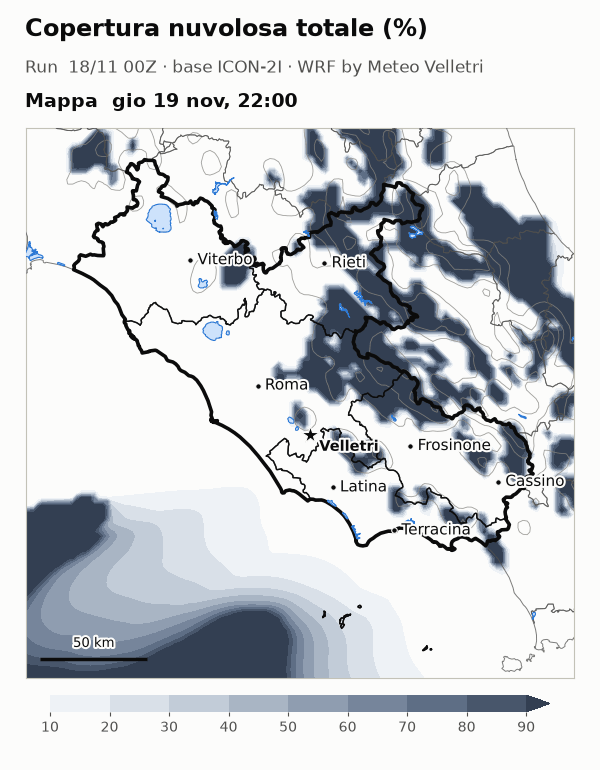 Copertura nuvolosa totale (%)
Run  18/11 00Z · base ICON-2I · WRF by Meteo Velletri
Mappa  gio 19 nov, 22:00
Viterbo
Rieti
Roma
Velletri
Frosinone
Cassino
Latina
Terracina
50 km
10 20 30 40 50 60 70 80 90